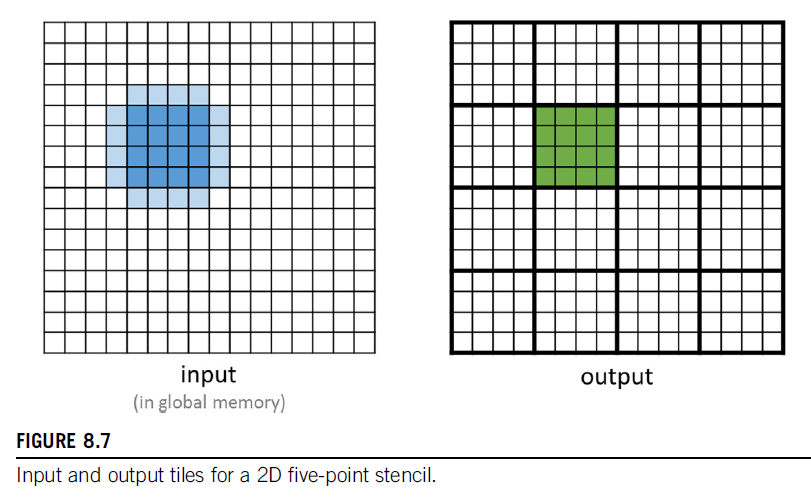 input
(in global memory)
output
FIGURE 8.7
Input and output tiles for a 2D five-point stencil.